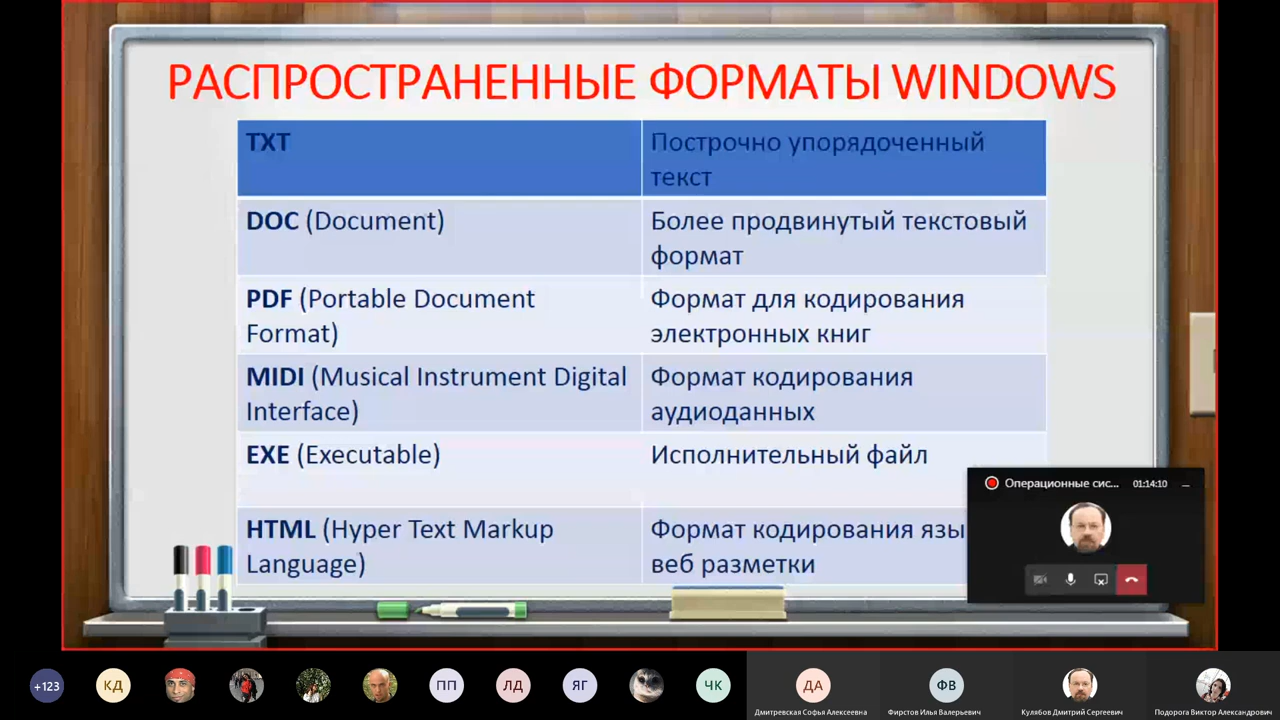 РАСПРОСТРАНЕННЫЕ ФОРМАТЫ WINDOWS
TXT
Построчно упорядоченный
текст
DOC (Document)
Более продвинутый текстовый
формат
PDF (Portable Document
Format)
Формат для кодирования
электронных книг
MIDI (Musical Instrument Digital
Interface)
Формат кодирования
аудиоданных
EXE (Executable)
Исполнительный файл
HTML (Hyper Text Markup
Language)
Формат кодирования язы
веб разметки
Операционные сис... 01:14:10
+123 КД ПП ЛД ЯГ ЧК ДА ФВ
Дмитревская Софья Алексеевна Фирстов Илья Валерьевич Кулябов Дмитрий Сергеевич Подорога Виктор Александрович